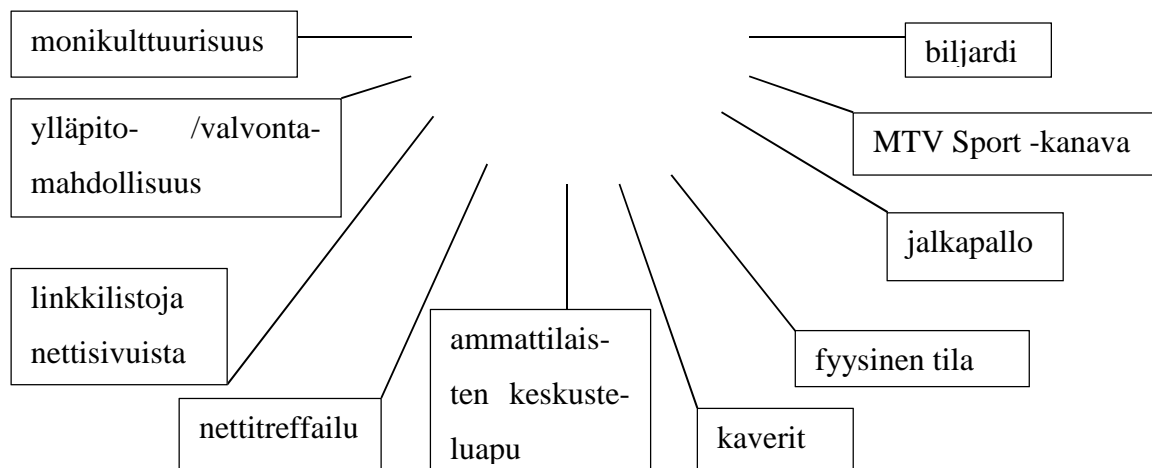 monikulttuurisuus
biljardi
ylläpito- /valvonta-
mahdollisuus
MTV Sport -kanava
jalkapallo
linkkilistoja
nettisivuista
ammattilais-
ten keskuste-
luapu
fyysinen tila
nettitreffailu
kaverit